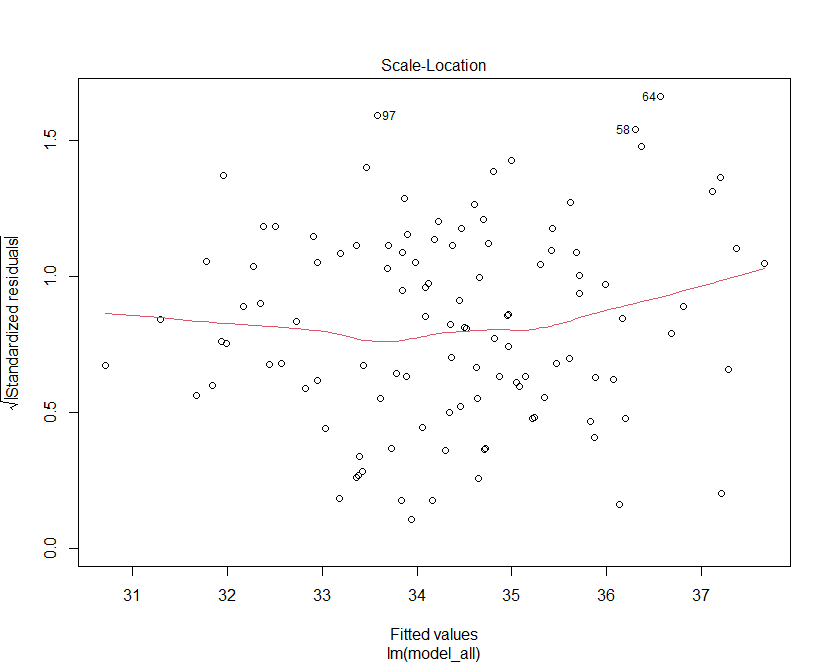 Scale-Location
√|Standardized residuals|
1.5
1.0
0.5
0.0
97
64
58
31 32 33 34 35 36 37
Fitted values
lm(model_all)